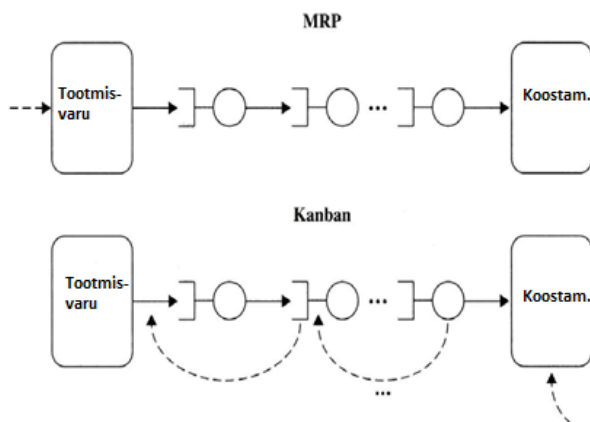 MRP
Tootmis-
varu
...
Koostam.
Kanban
Tootmis-
varu
...
Koostam.
...